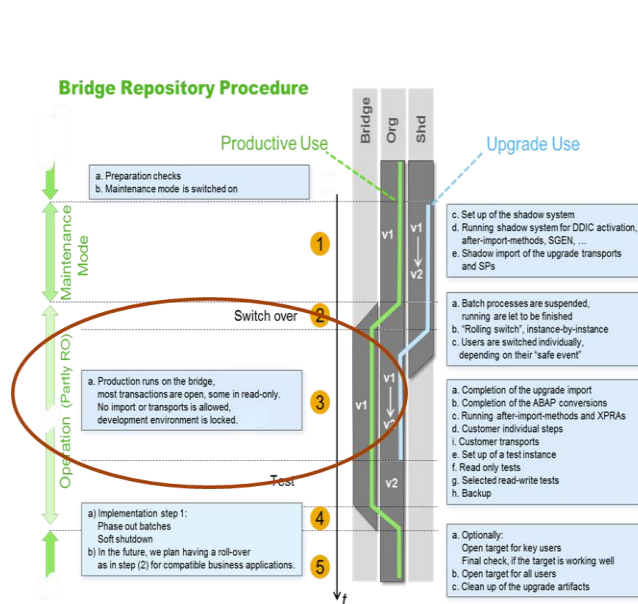 Bridge Repository Procedure
Bridge
Org
Shd
Productive Use
Upgrade Use
a. Preparation checks
b. Maintenance mode is switched on
Maintenance
Mode
1
v1
v1
v2
c. Set up of the shadow system
d. Running shadow system for DDIC activation,
after-import-methods, SGEN, ...
e. Shadow import of the upgrade transports
and SPs
Switch over
2
a. Batch processes are suspended,
running are let to be finished
b. “Rolling switch”, instance-by-instance
c. Users are switched individually,
depending on their “safe event”
Operation (Partly RO)
a. Production runs on the bridge,
most transactions are open, some in read-only.
No import or transports is allowed,
development environment is locked.
3
v1
v1
v2
a. Completion of the upgrade import
b. Completion of the ABAP conversions
c. Running after-import-methods and XPRAs
d. Customer individual steps
i. Customer transports
e. Set up of a test instance
f. Read only tests
g. Selected read-write tests
h. Backup
Test
v2
a) Implementation step 1:
Phase out batches
Soft shutdown
b) In the future, we plan having a roll-over
as in step (2) for compatible business applications.
4
5
a. Optionally:
Open target for key users
Final check, if the target is working well
b. Open target for all users
c. Clean up of the upgrade artifacts
t